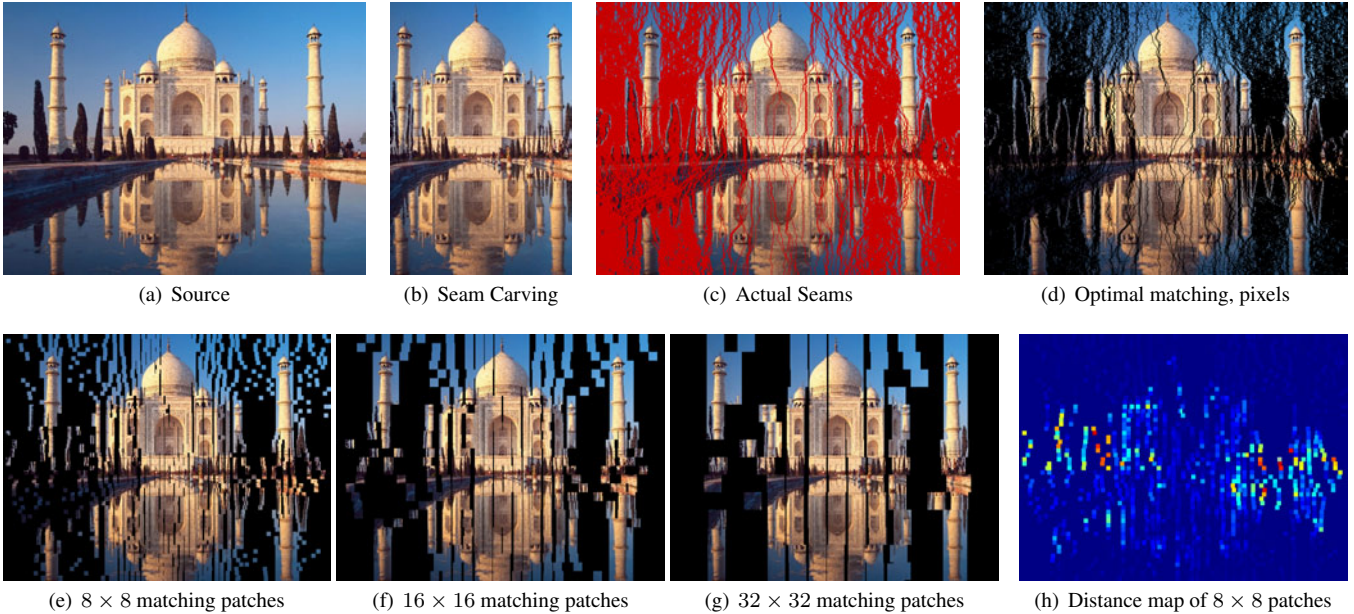 (a) Source
(b) Seam Carving
(c) Actual Seams
(d) Optimal matching, pixels
(e) 8 × 8 matching patches
(f) 16 × 16 matching patches
(g) 32 × 32 matching patches
(h) Distance map of 8 × 8 patches